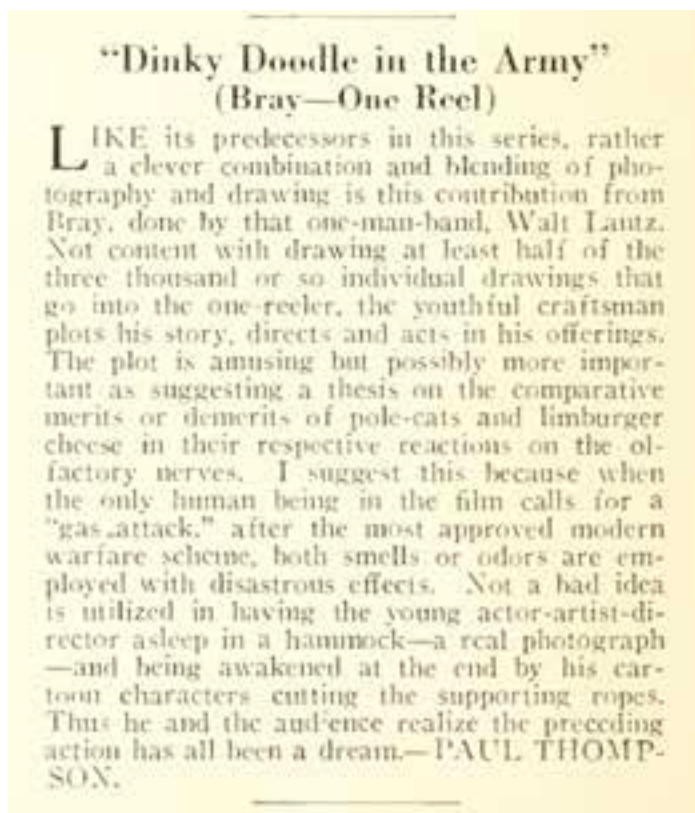 “Dinky Doodle in the Army”
(Bray—One Reel)
LIKE its predecessors in this series, rather
a clever combination and blending of pho-
tography and drawing is this contribution from
Bray, done by that one-man-band, Walt Lantz.
Not content with drawing at least half of the
three thousand or so individual drawings that
go into the one-reeler, the youthful craftsman
plots his story, directs and acts in his offerings.
The plot is amusing but possibly more impor-
tant as suggesting a thesis on the comparative
merits or demerits of pole-cats and limburger
cheese in their respective reactions on the ol-
factory nerves. I suggest this because when
the only human being in the film calls for a
“gas attack,” after the most approved modern
warfare scheme, both smells or odors are em-
ployed with disastrous effects. Not a bad idea
is utilized in having the young actor-artist-di-
rector asleep in a hammock—a real photograph
—and being awakened at the end by his car-
toon characters cutting the supporting ropes.
Thus he and the audience realize the preceding
action has all been a dream.—PAUL THOMP-
SON.